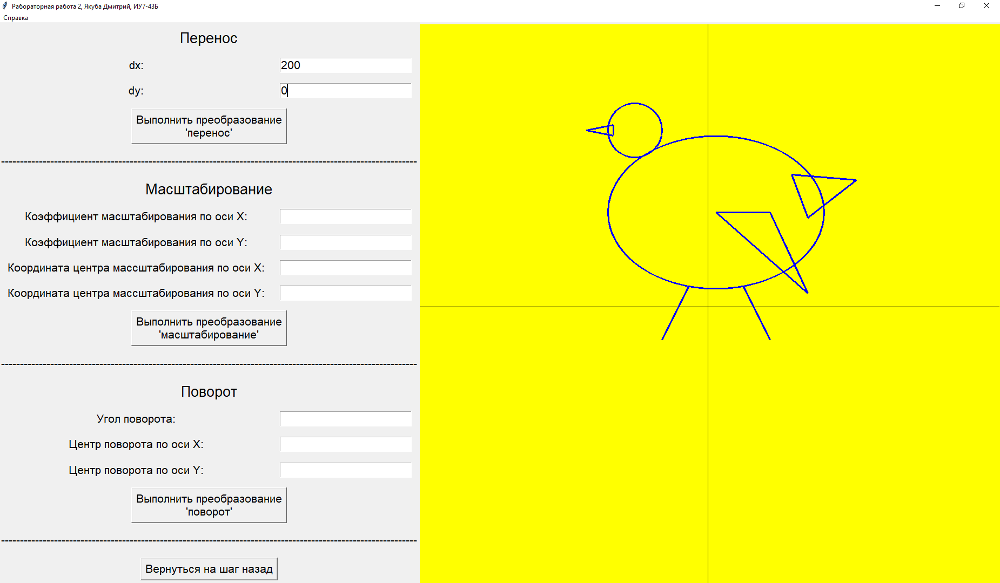 Рабораторная работа 2, Якуба Дмитрий, ИУ7-43Б
Справка
Перенос
dx: 200
dy: 0
Выполнить преобразование
'перенос'
Масштабирование
Коэффициент масштабирования по оси X:
Коэффициент масштабирования по оси Y:
Координата центра массштабирования по оси X:
Координата центра массштабирования по оси Y:
Выполнить преобразование
'масштабирование'
Поворот
Угол поворота:
Центр поворота по оси X:
Центр поворота по оси Y:
Выполнить преобразование
'поворот'
Вернуться на шаг назад